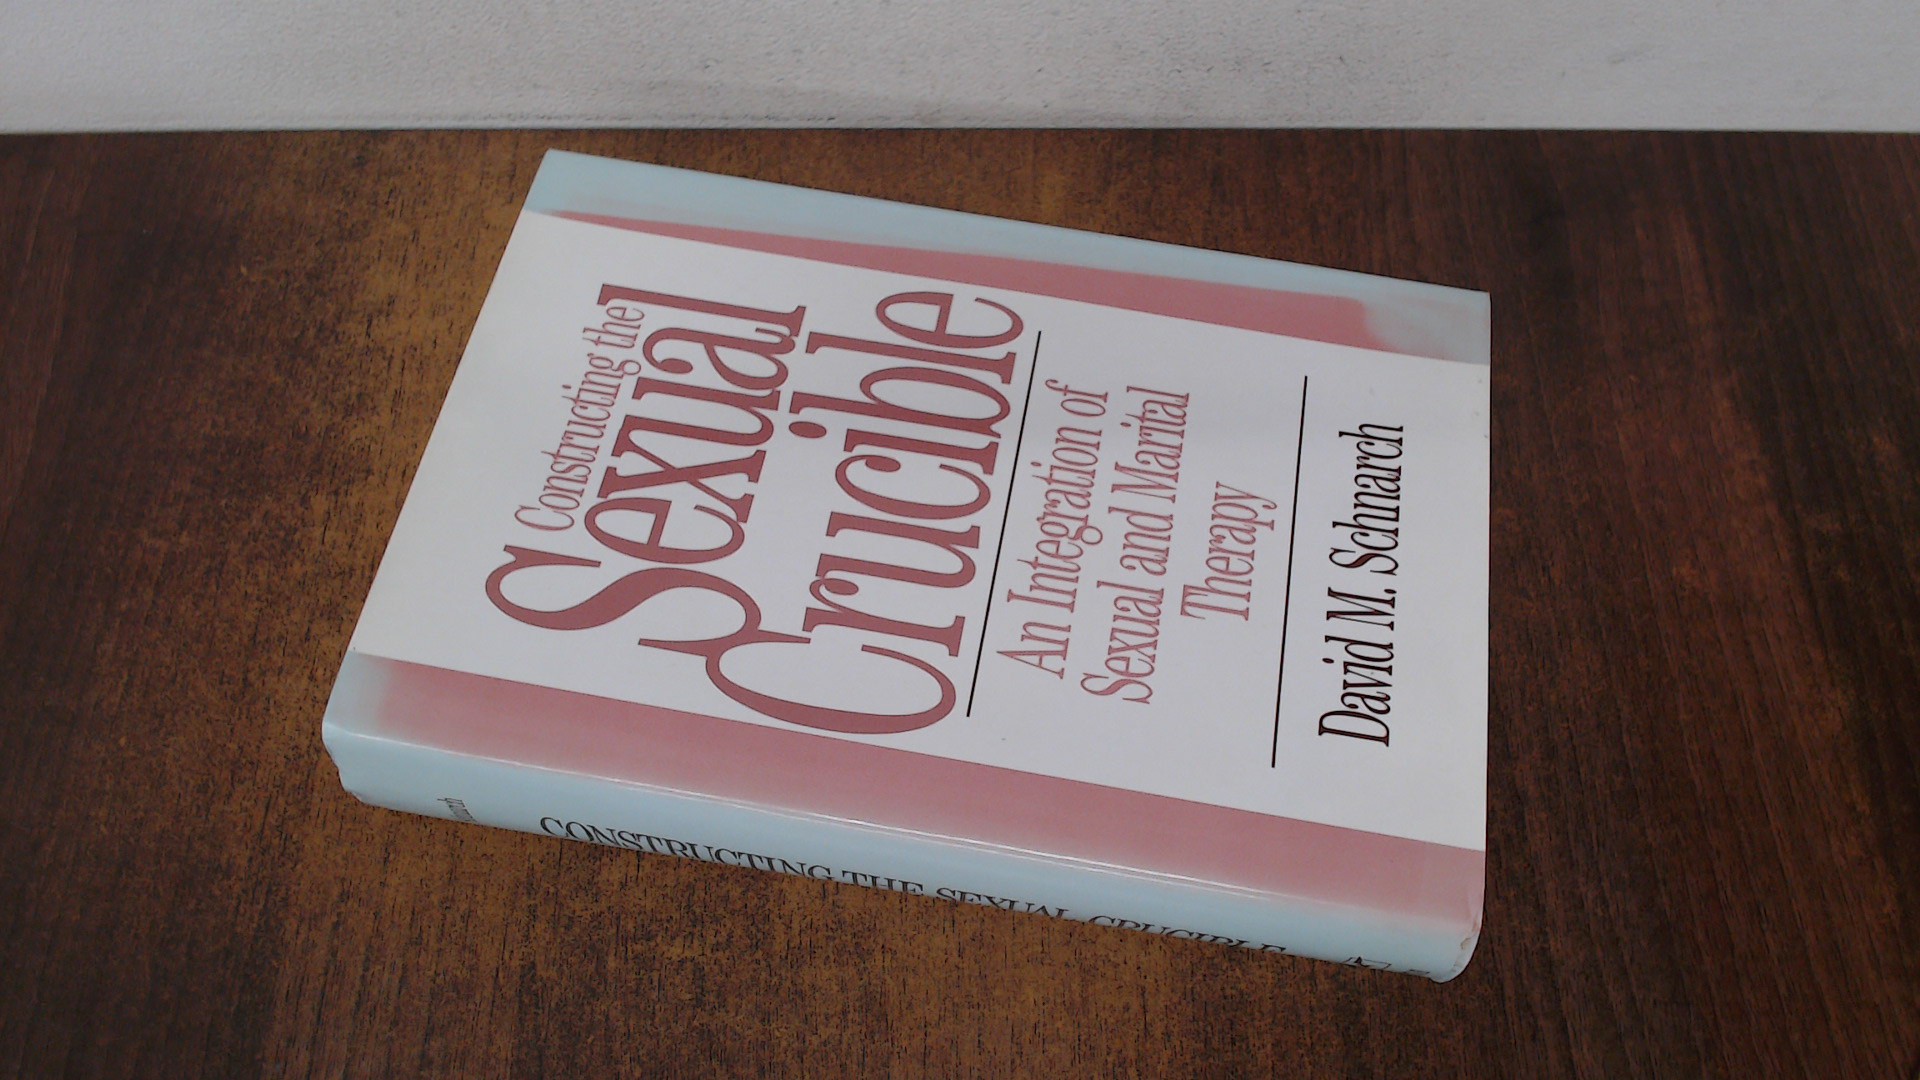 Constructing the
Sexual
Crucible
An Integration of
Sexual and Marital
Therapy
David M. Schnarch
CONSTRUCTING THE SEXUAL CRUCIBLE